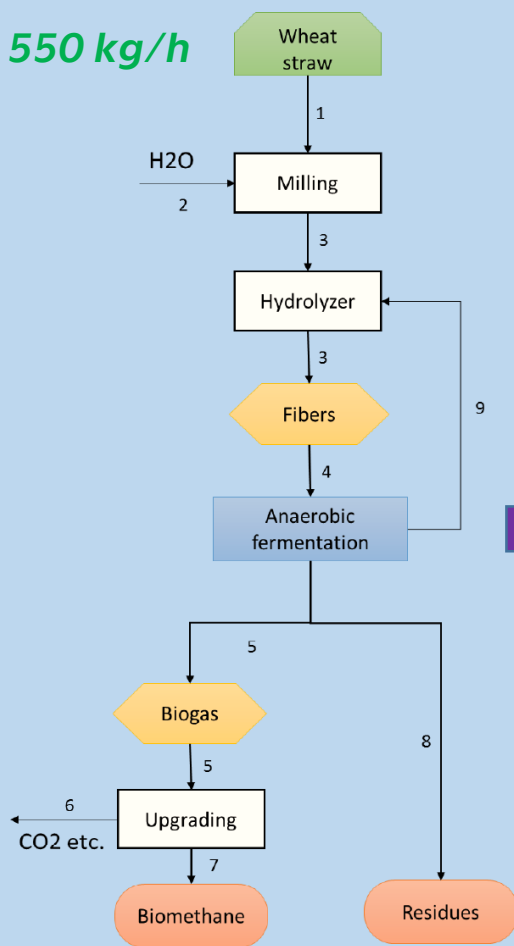 550 kg/h
Wheat
straw
1
H2O
2
Milling
3
Hydrolyzer
3
Fibers
9
4
Anaerobic
fermentation
5
Biogas
8
5
6
Upgrading
CO2 etc.
7
Biomethane
Residues